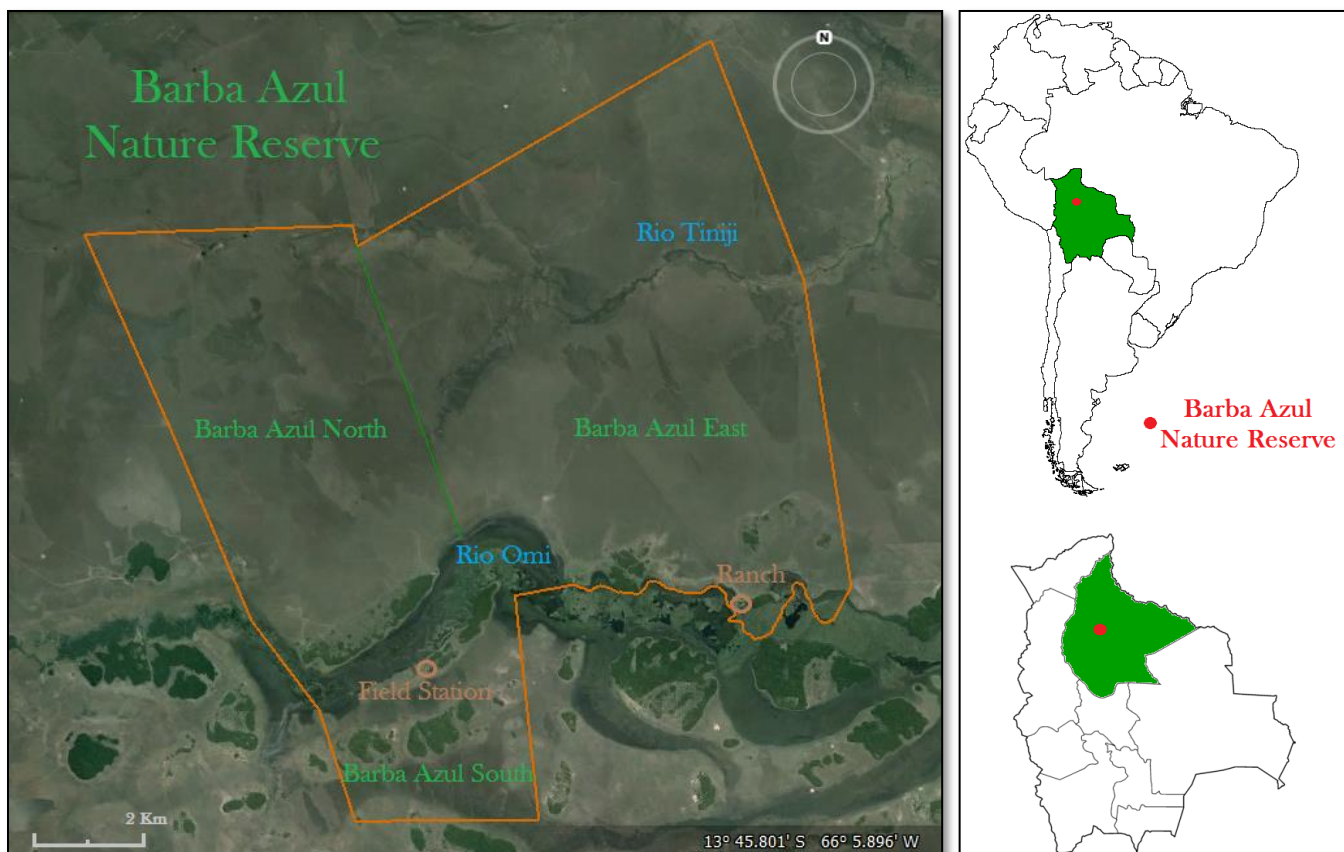 Barba Azul
Nature Reserve
N
Rio Tiniji
Barba Azul North
Barba Azul East
Rio Omi
Ranch
Field Station
Barba Azul South
2 Km
13° 45.801' S 66° 5.896' W
Barba Azul
Nature Reserve